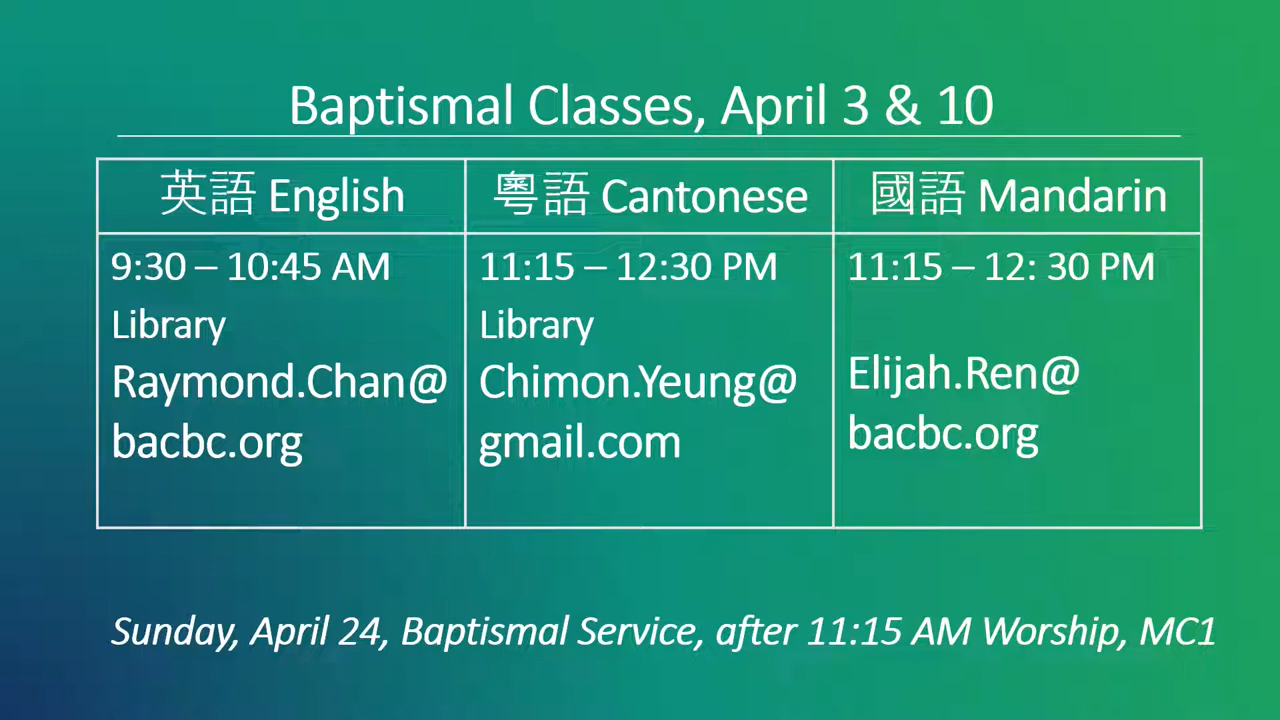 Baptismal Classes, April 3 & 10
英語 English
粵語 Cantonese
國語 Mandarin
9:30 – 10:45 AM
Library
Raymond.Chan@
bacbc.org
11:15 – 12:30 PM
Library
Chimon.Yeung@
gmail.com
11:15 – 12: 30 PM
Elijah.Ren@
bacbc.org
Sunday, April 24, Baptismal Service, after 11:15 AM Worship, MC1